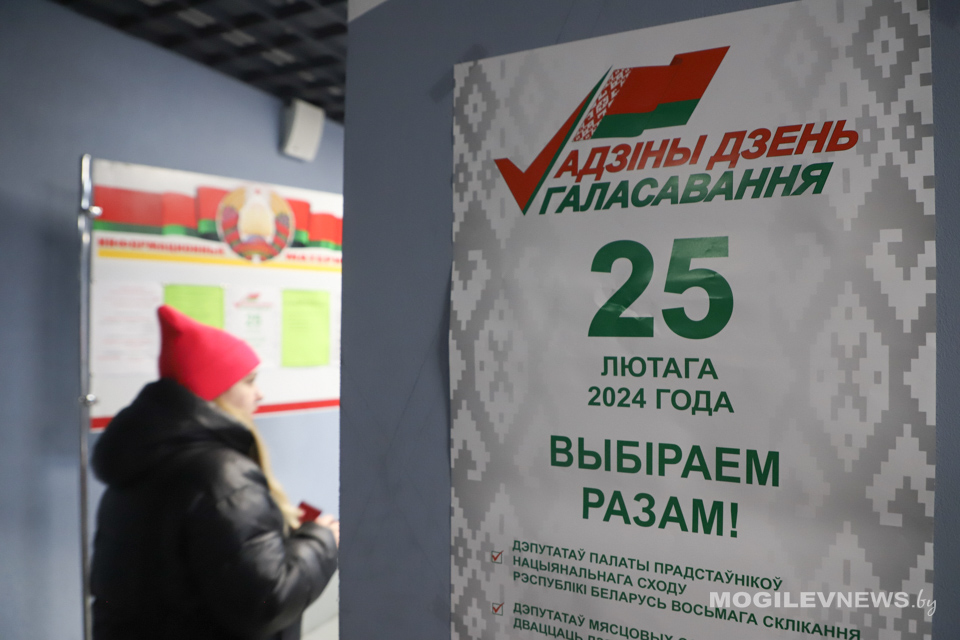 АДЗІНЫ ДЗЕНЬ
ГАЛАСАВАННЯ
25
ЛЮТАГА
2024 ГОДА
ВЫБІРАЕМ
РАЗАМ!
ДЭПУТАТАЎ ПАЛАТЫ ПРАДСТАЎНІКОЎ
НАЦЫЯНАЛЬНАГА СХОДУ
РЭСПУБЛІКІ БЕЛАРУСЬ ВОСЬМАГА СКЛІКАННЯ
ДЭПУТАТАЎ МЯСЦОВЫХ
ДВАЦЦАЦЬ
MOGILEVNEWS.by
25